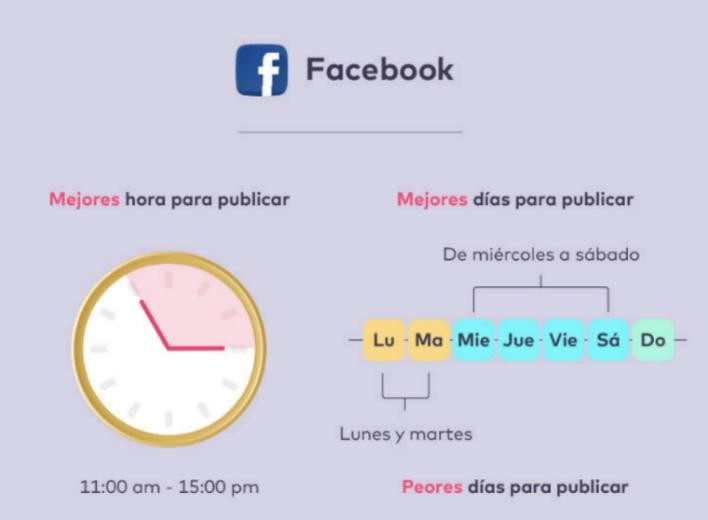 Facebook
Mejores hora para publicar
11:00 am - 15:00 pm
Mejores días para publicar
De miércoles a sábado
Lu Ma Mie Jue Vie Sá Do
Lunes y martes
Peores días para publicar